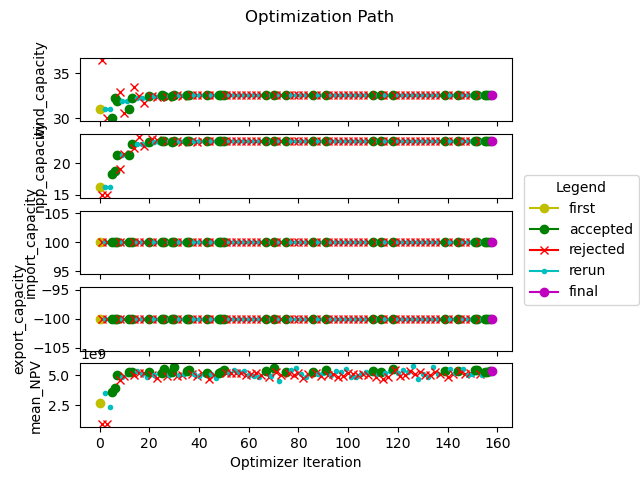 Optimization Path
wind_capacity
35
30
npp_capacity
20
15
import_capacity
105
100
95
export_capacity
−95
−100
−105
1e9
mean_NPV
5.0
2.5
0 20 40 60 80 100 120 140 160
Optimizer Iteration
Legend
first
accepted
rejected
rerun
final